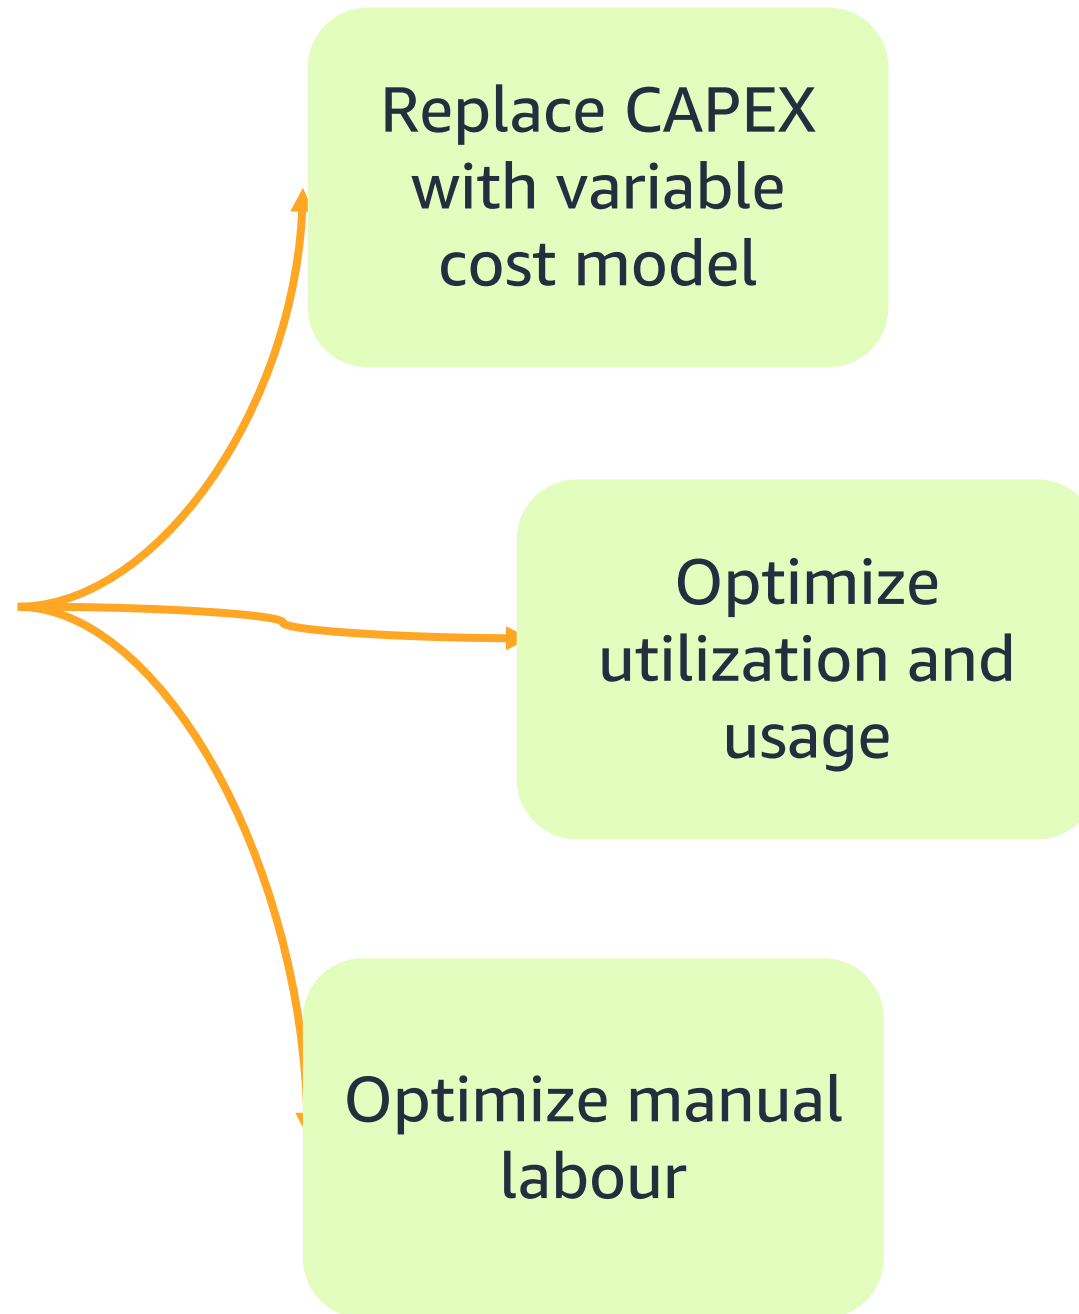 Replace CAPEX
with variable
cost model
Optimize
utilization and
usage
Optimize manual
labour